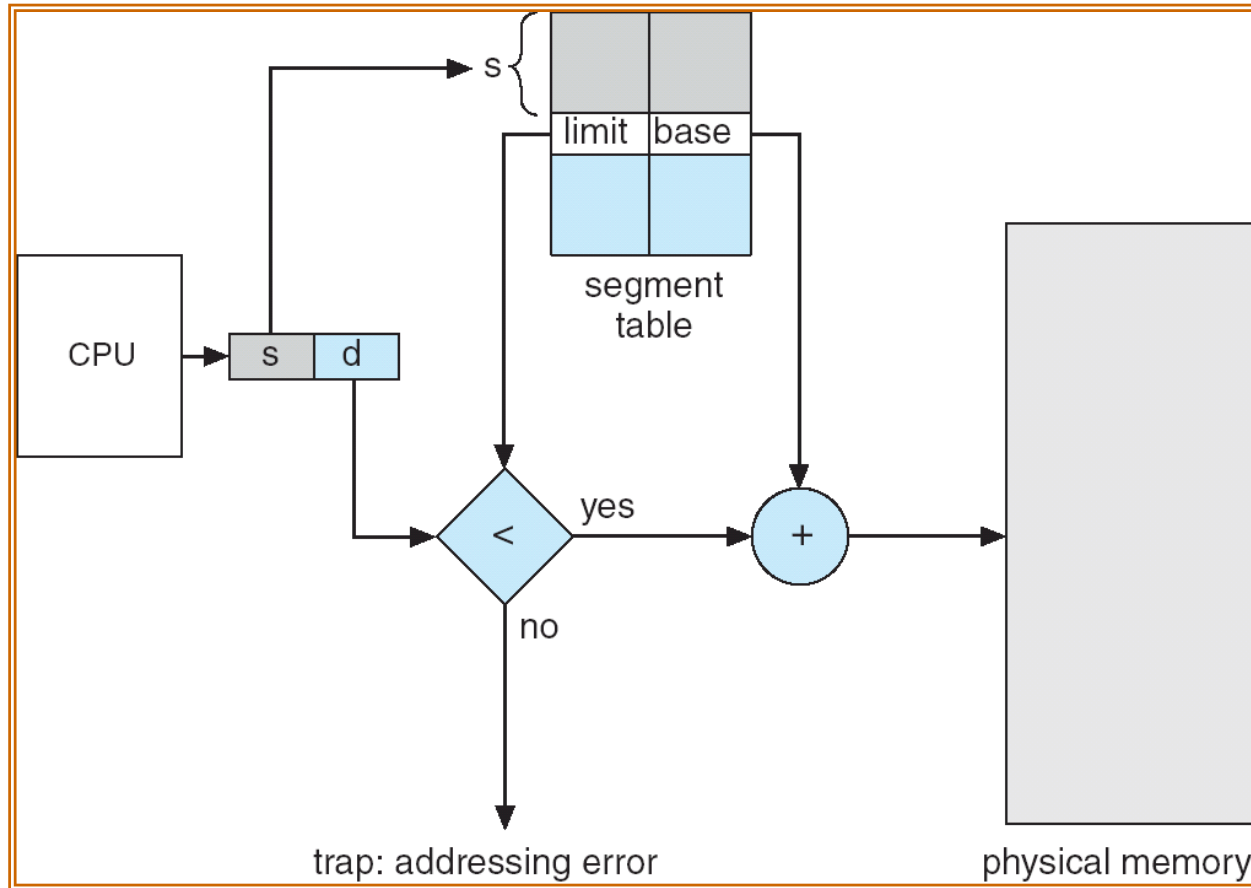 s
limit base
segment
table
CPU
s d
<
yes
+
no
trap: addressing error
physical memory